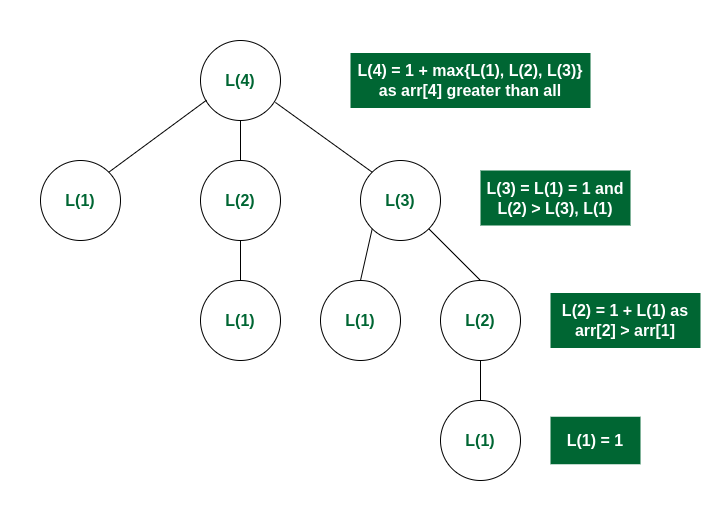 L(4)
L(4) = 1 + max{L(1), L(2), L(3)}
as arr[4] greater than all
L(1)
L(2)
L(3)
L(3) = L(1) = 1 and
L(2) > L(3), L(1)
L(1)
L(1)
L(2)
L(2) = 1 + L(1) as
arr[2] > arr[1]
L(1)
L(1) = 1